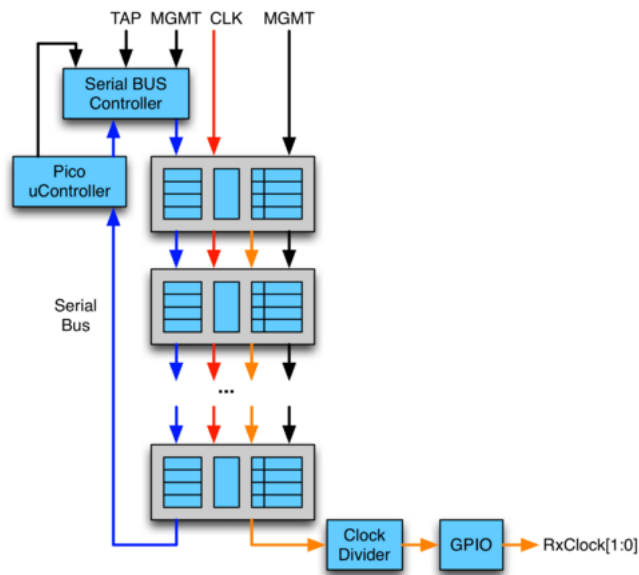 TAP MGMT CLK MGMT
Serial BUS
Controller
Pico
uController
Serial
Bus
...
Clock
Divider
GPIO
RxClock[1:0]